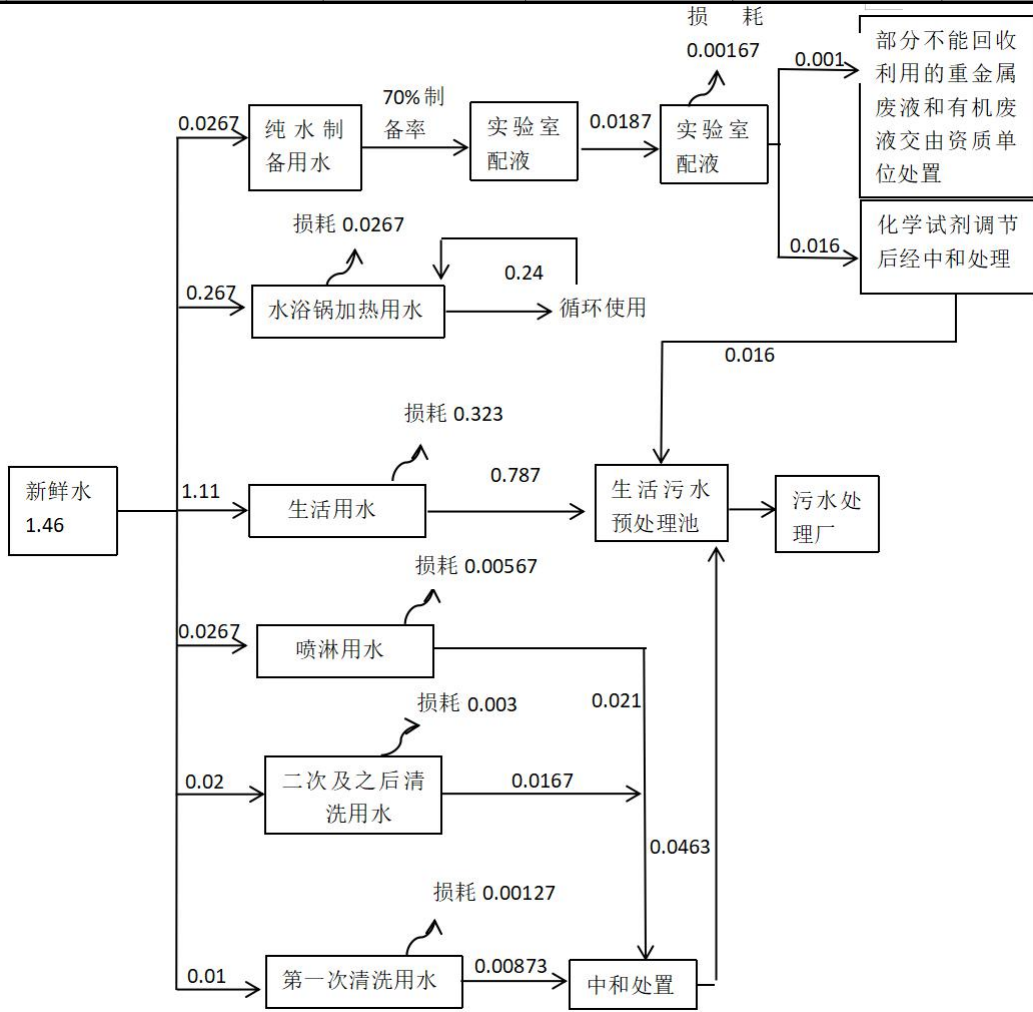 损 耗
0.00167
0.001
部分不能回收
利用的重金属
废液和有机废
液交由资质单
位处置
0.0267
纯水制
备用水
70%制
备率
实验室
配液
0.0187
实验室
配液
0.016
化学试剂调节
后经中和处理
损耗 0.0267
0.267
水浴锅加热用水
0.24
循环使用
0.016
损耗 0.323
新鲜水
1.46
1.11
生活用水
0.787
生活污水
预处理池
污水处
理厂
损耗 0.00567
0.0267
喷淋用水
0.021
损耗 0.003
0.02
二次及之后清
洗用水
0.0167
0.0463
损耗 0.00127
0.01
第一次清洗用水
0.00873
中和处置